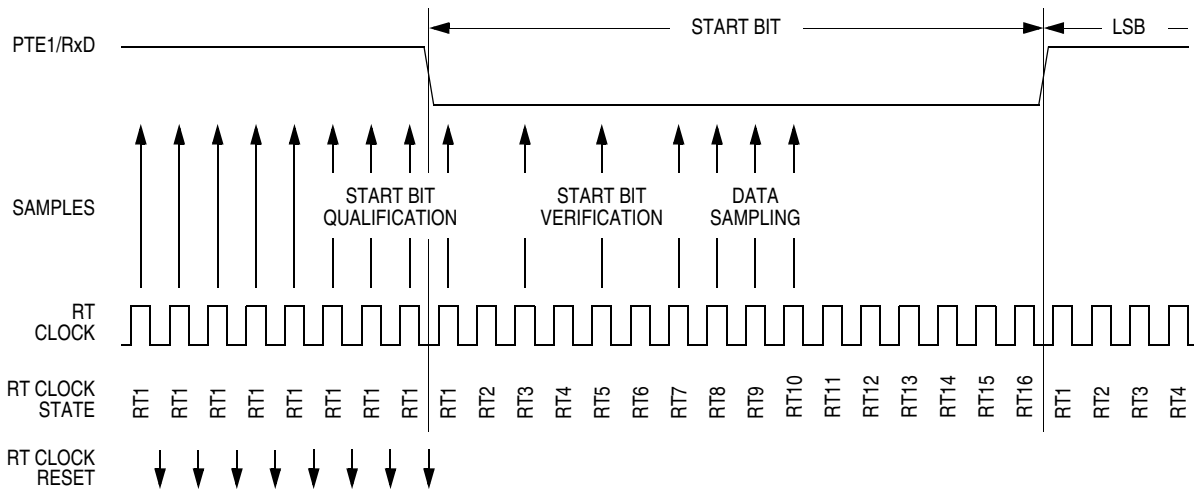 START BIT
LSB
PTE1/RxD
SAMPLES
START BIT
QUALIFICATION
START BIT
VERIFICATION
DATA
SAMPLING
RT
CLOCK
RT CLOCK
STATE
RT1 RT1 RT1 RT1 RT1 RT1 RT1 RT1 RT1 RT2 RT3 RT4 RT5 RT6 RT7 RT8 RT9 RT10 RT11 RT12 RT13 RT14 RT15 RT16 RT1 RT2 RT3 RT4
RT CLOCK
RESET